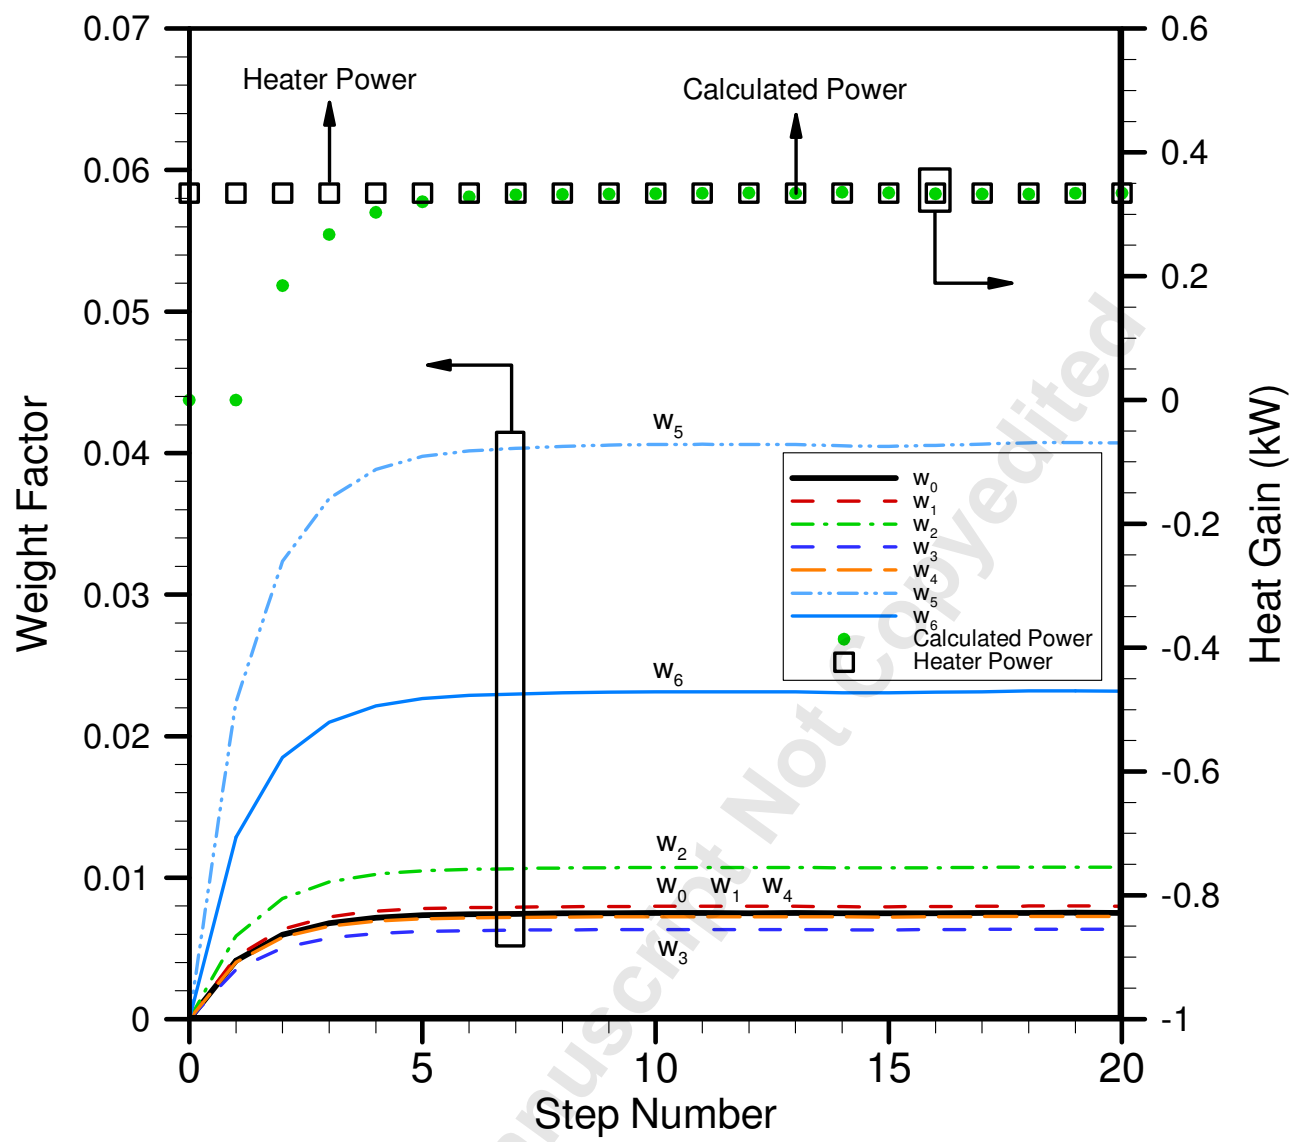 0.07
0.06
0.05
0.04
0.03
0.02
0.01
0
Weight Factor
0.6
0.4
0.2
0
-0.2
-0.4
-0.6
-0.8
-1
Heat Gain (kW)
Heater Power
Calculated Power
w5
w6
w2
w0 w1 w4
w3
w0
w1
w2
w3
w4
w5
w6
Calculated Power
Heater Power
0 5 10 15 20
Step Number
Not Copyedited